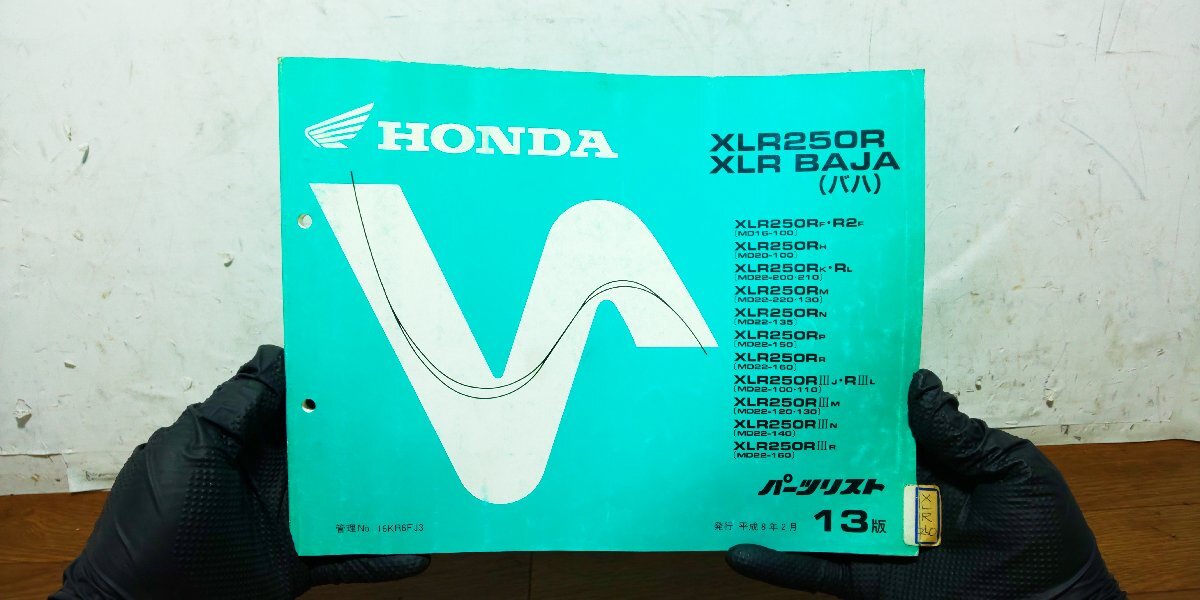 HONDA
XLR250R
XLR BAJA
(バハ)
XLR250RF・R2F
[MD16-100]
XLR250RH
[MD20-100]
XLR250RK・RL
[MD22-200・210]
XLR250RM
[MD22-220・130]
XLR250RN
[MD22-135]
XLR250RP
[MD22-150]
XLR250RR
[MD22-160]
XLR250RⅢJ・RⅢL
[MD22-100・110]
XLR250RⅢM
[MD22-120・130]
XLR250RⅢN
[MD22-140]
XLR250RⅢR
[MD22-160]
パーツリスト
管理No. 16KR6FJ3
発行 平成8年2月 13版
XLR
250